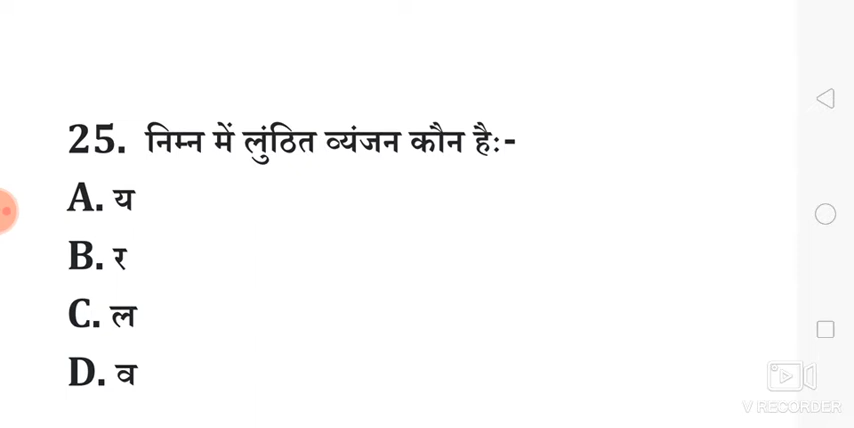 25. निम्न में लुंठित व्यंजन कौन है:-
A. य
B. र
C. ल
D. व
V RECORDER